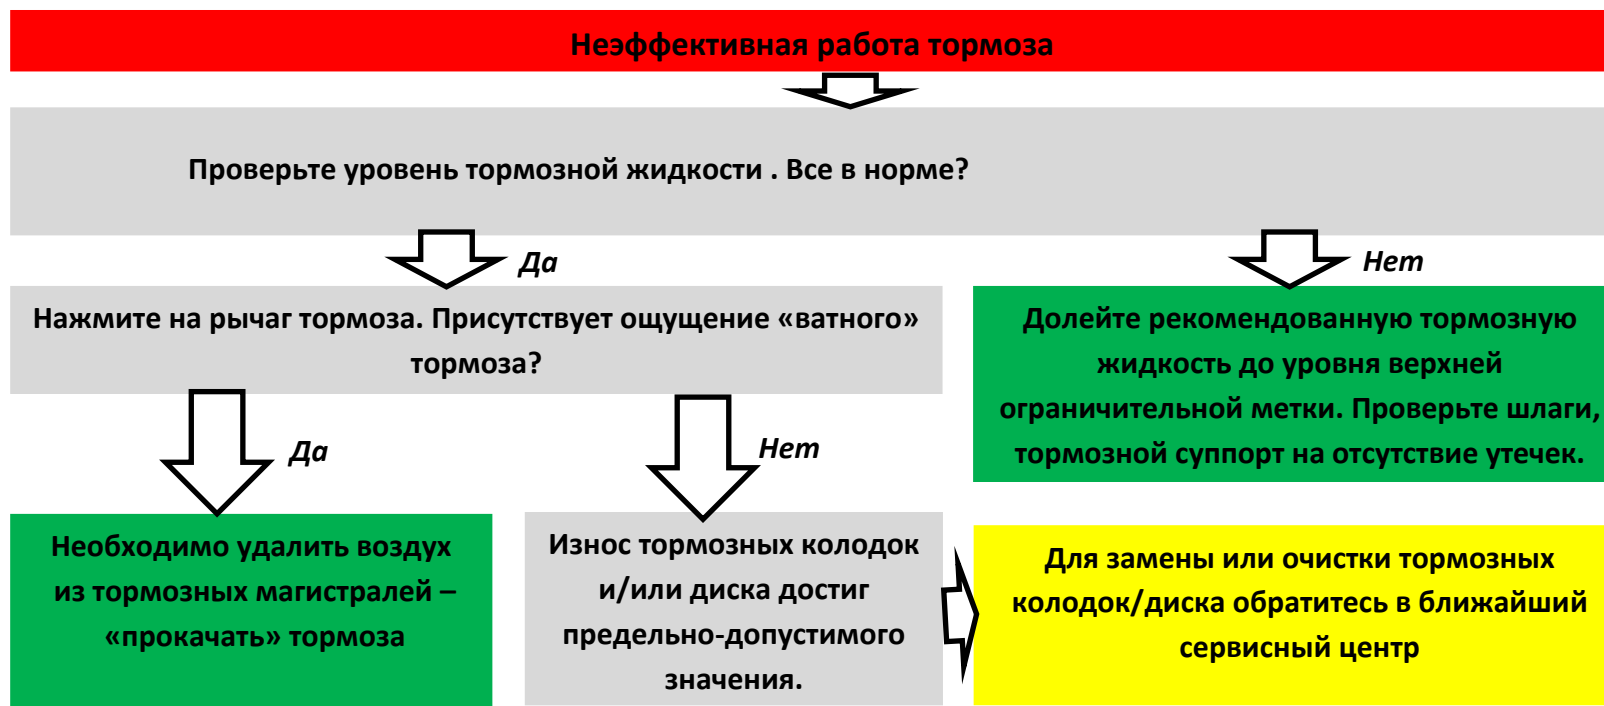 Неэффективная работа тормоза
Проверьте уровень тормозной жидкости . Все в норме?
Да
Нет
Нажмите на рычаг тормоза. Присутствует ощущение «ватного»
тормоза?
Долейте рекомендованную тормозную
жидкость до уровня верхней
ограничительной метки. Проверьте шлаги,
тормозной суппорт на отсутствие утечек.
Да
Нет
Необходимо удалить воздух
из тормозных магистралей –
«прокачать» тормоза
Износ тормозных колодок
и/или диска достиг
предельно-допустимого
значения.
Для замены или очистки тормозных
колодок/диска обратитесь в ближайший
сервисный центр